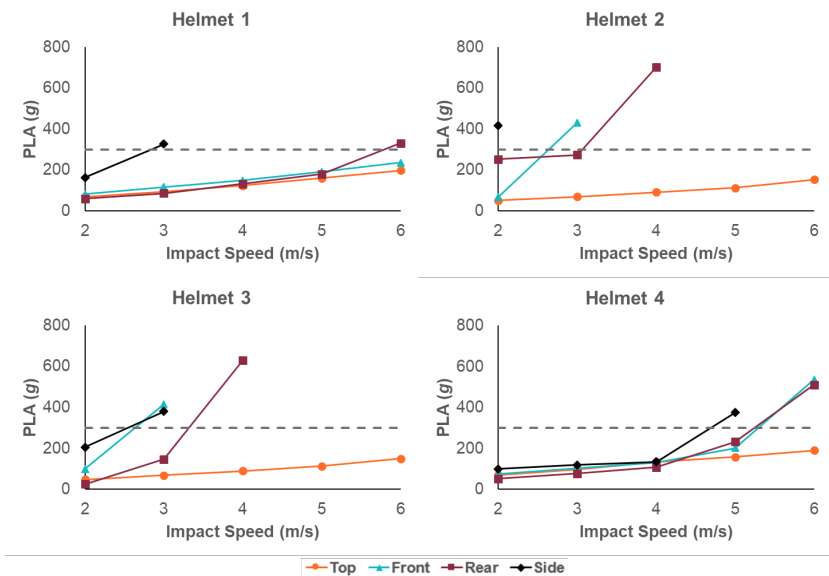 Helmet 1
800
600
400
200
0
PLA (g)
2 3 4 5 6
Impact Speed (m/s)
Helmet 2
800
600
400
200
0
PLA (g)
2 3 4 5 6
Impact Speed (m/s)
Helmet 3
800
600
400
200
0
PLA (g)
2 3 4 5 6
Impact Speed (m/s)
Helmet 4
800
600
400
200
0
PLA (g)
2 3 4 5 6
Impact Speed (m/s)
Top Front Rear Side